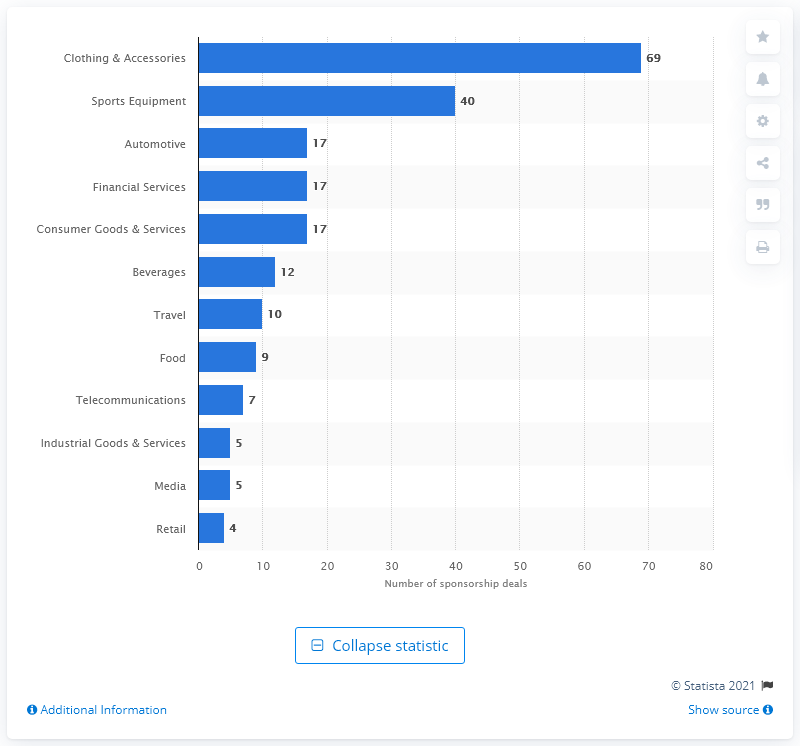 Clothing & Accessories 69
Sports Equipment 40
Automotive 17
Financial Services 17
Consumer Goods & Services 17
Beverages 12
Travel 10
Food 9
Telecommunications 7
Industrial Goods & Services 5
Media 5
Retail 4
0 10 20 30 40 50 60 70 80
Number of sponsorship deals
Collapse statistic
© Statista 2021
Additional Information
Show source